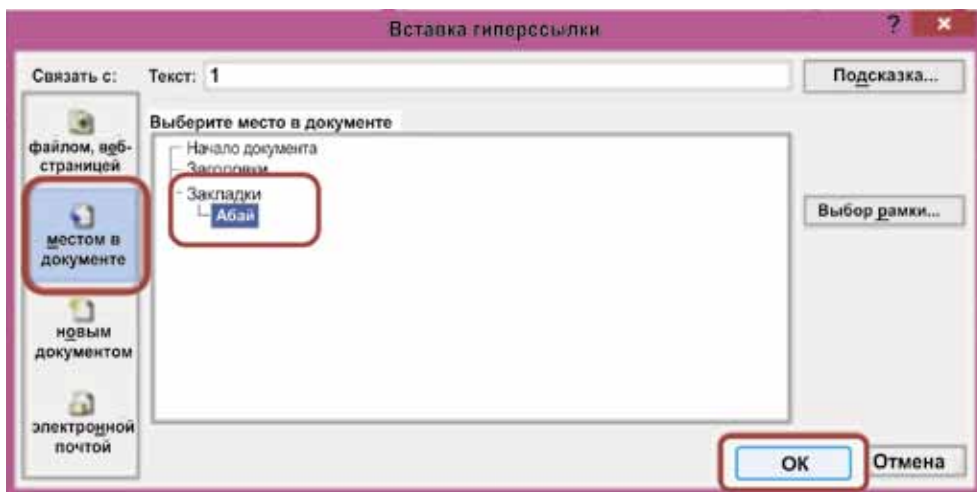 Вставка гиперссылки
?
Связать с:
Текст: 1
Подсказка...
файлом, веб-
страницей
местом в
документе
новым
документом
электронной
почтой
Выберите место в документе
Начало документа
Заголовки
Закладки
Абай
Выбор рамки...
ОК
Отмена